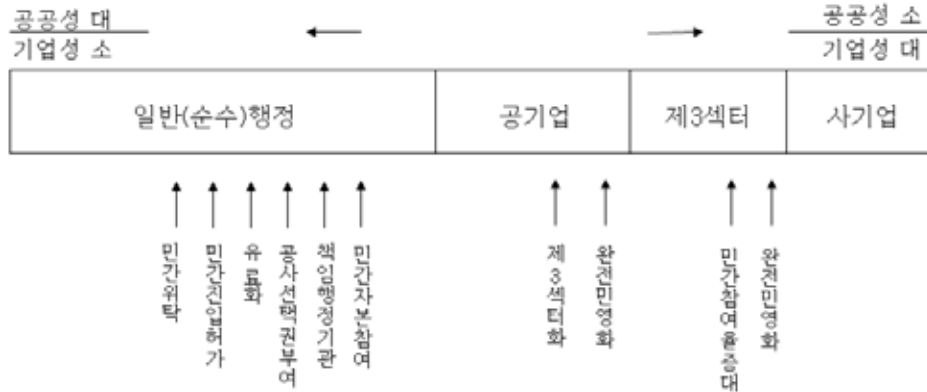 공공성 대
기업성 소
공공성 소
기업성 대
일반(순수)행정
공기업
제3섹터
사기업
민간위탁
민간진입허가
유료화
공사선택권부여
책임행정기관
민간자본참여
제3섹터화
완전민영화
민간참여율증대
완전민영화